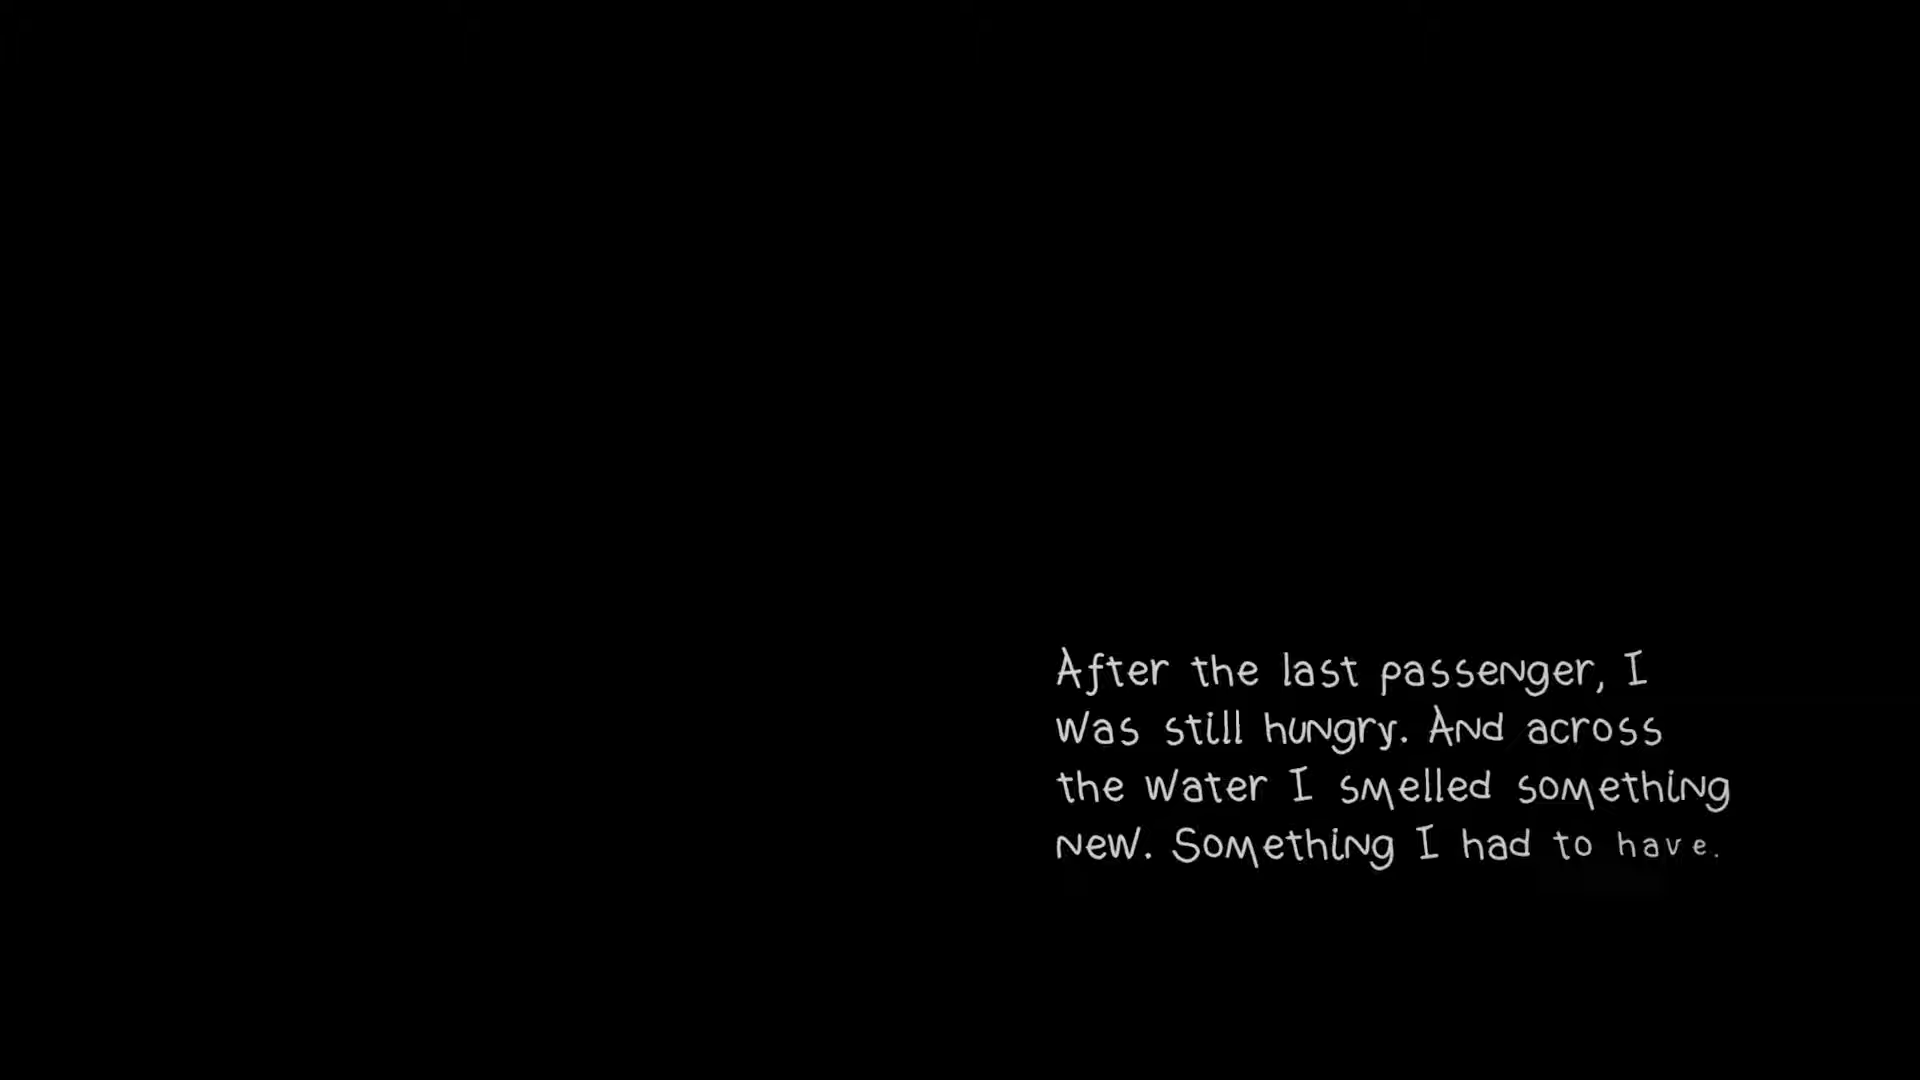 After the last passenger, I
was still hungry. And across
the water I smelled something
new. Something I had to have.